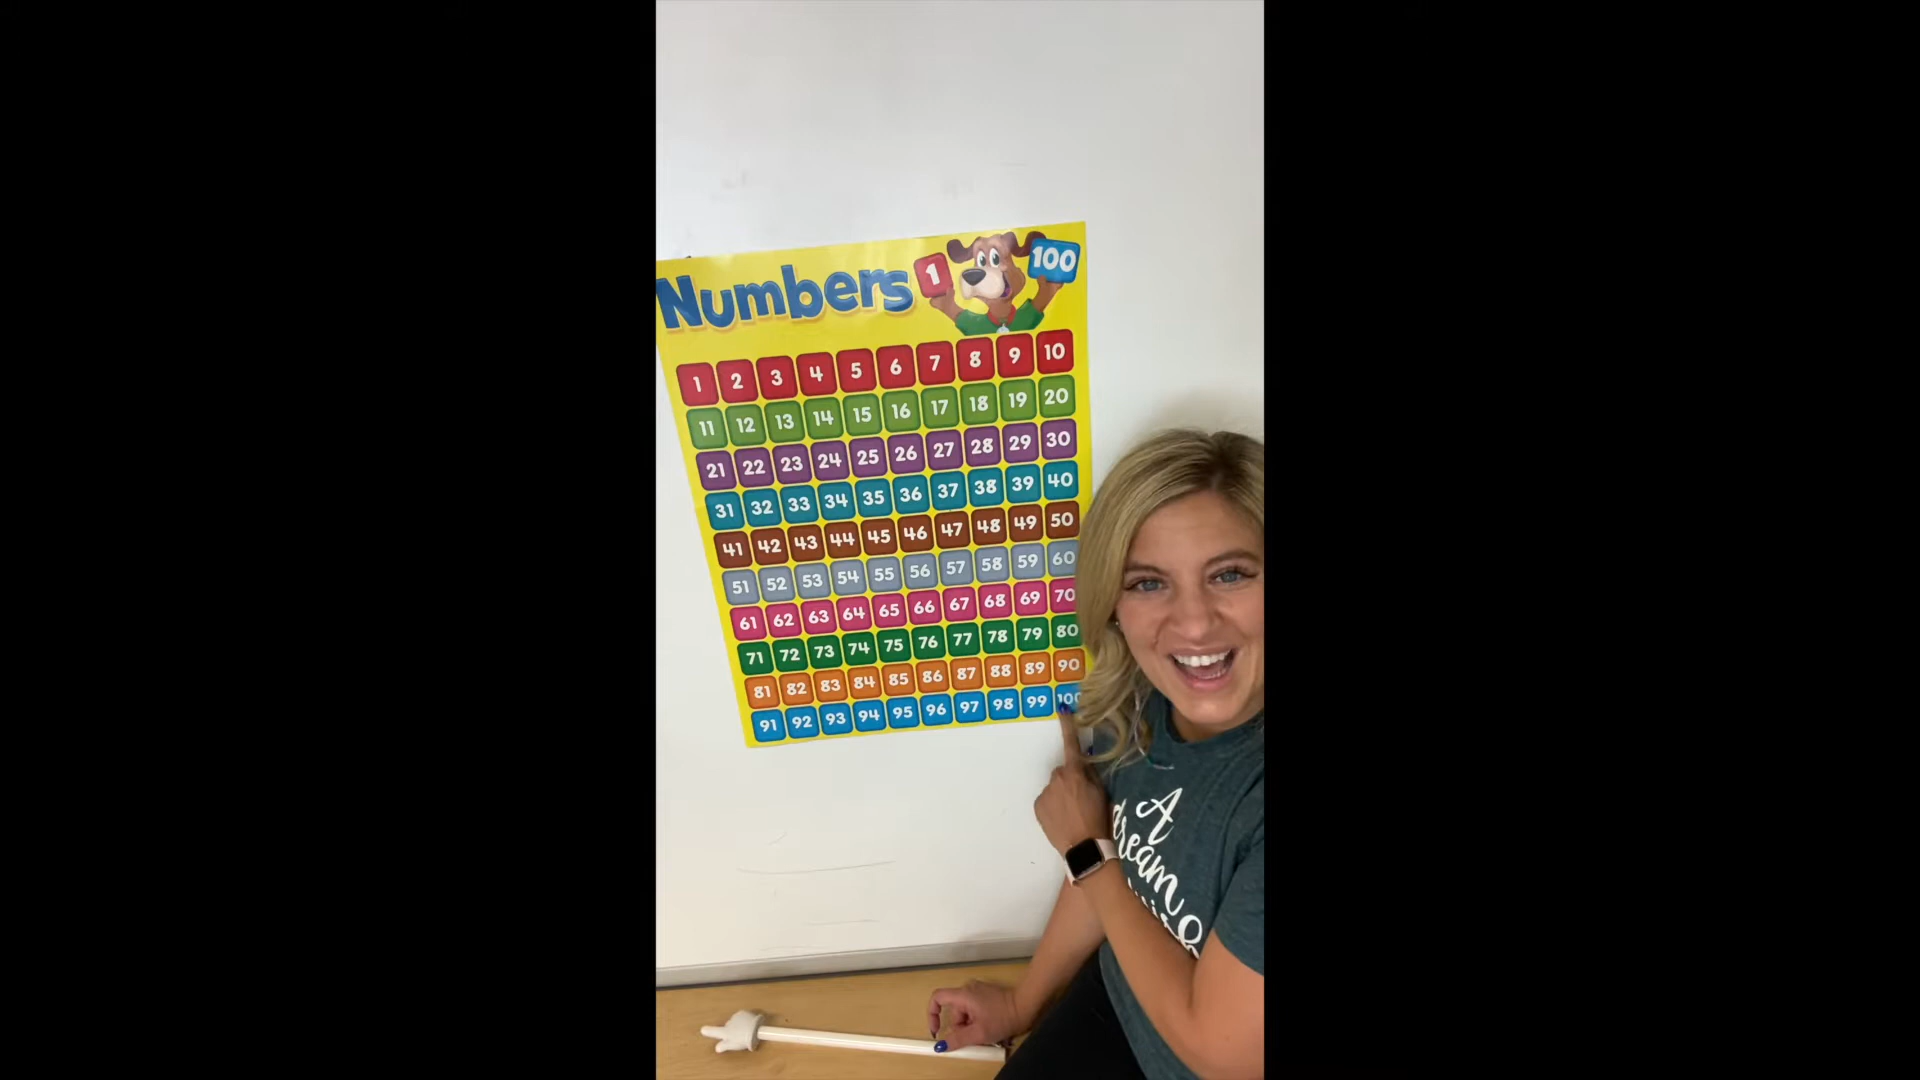 Numbers 1 100
1 2 3 4 5 6 7 8 9 10
11 12 13 14 15 16 17 18 19 20
21 22 23 24 25 26 27 28 29 30
31 32 33 34 35 36 37 38 39 40
41 42 43 44 45 46 47 48 49 50
51 52 53 54 55 56 57 58 59 60
61 62 63 64 65 66 67 68 69 70
71 72 73 74 75 76 77 78 79 80
81 82 83 84 85 86 87 88 89 90
91 92 93 94 95 96 97 98 99 100
A
dream